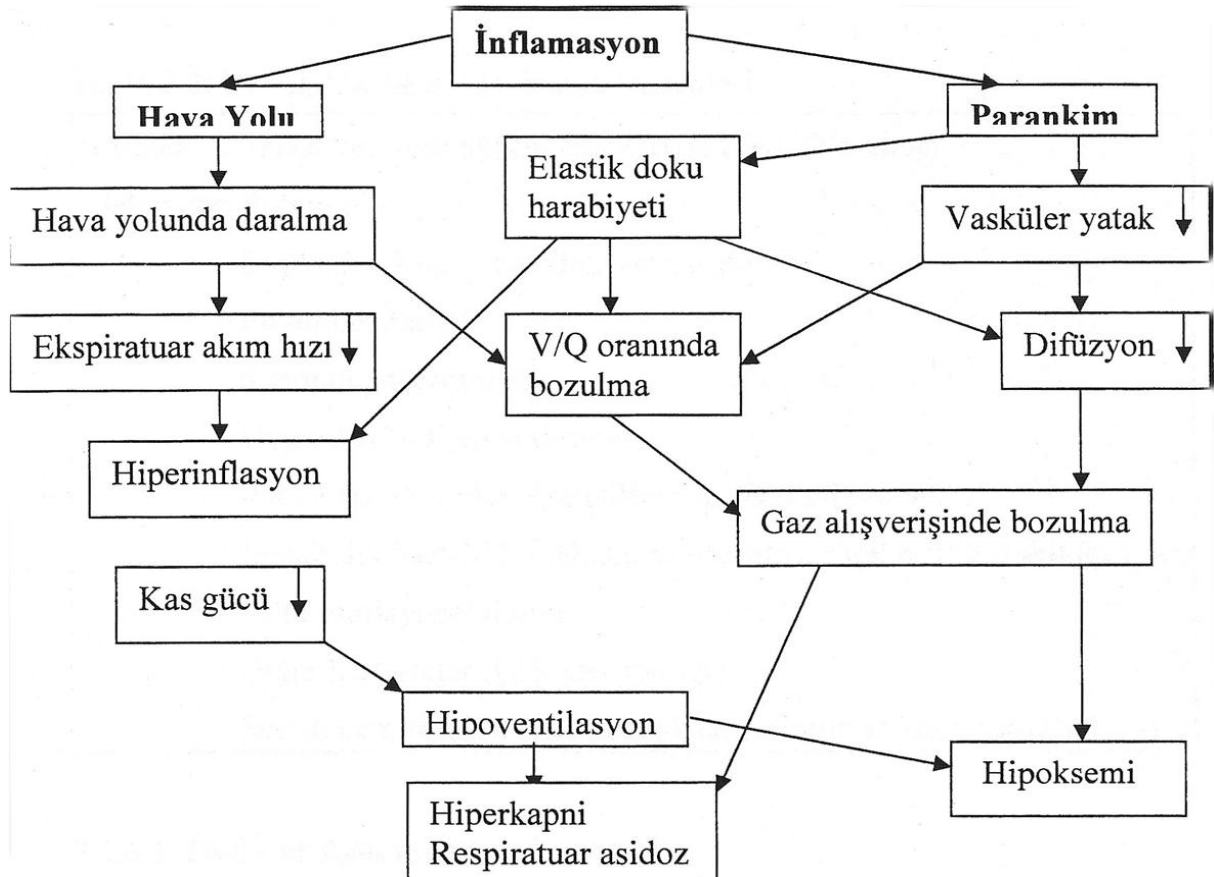 İnflamasyon
Hava Yolu
Parankim
Elastik doku
harabiyeti
Hava yolunda daralma
Vasküler yatak
Ekspiratuar akım hızı
V/Q oranında
bozulma
Difüzyon
Hiperinflasyon
Gaz alışverişinde bozulma
Kas gücü
Hipoventilasyon
Hipoksemi
Hiperkapni
Respiratuar asidoz